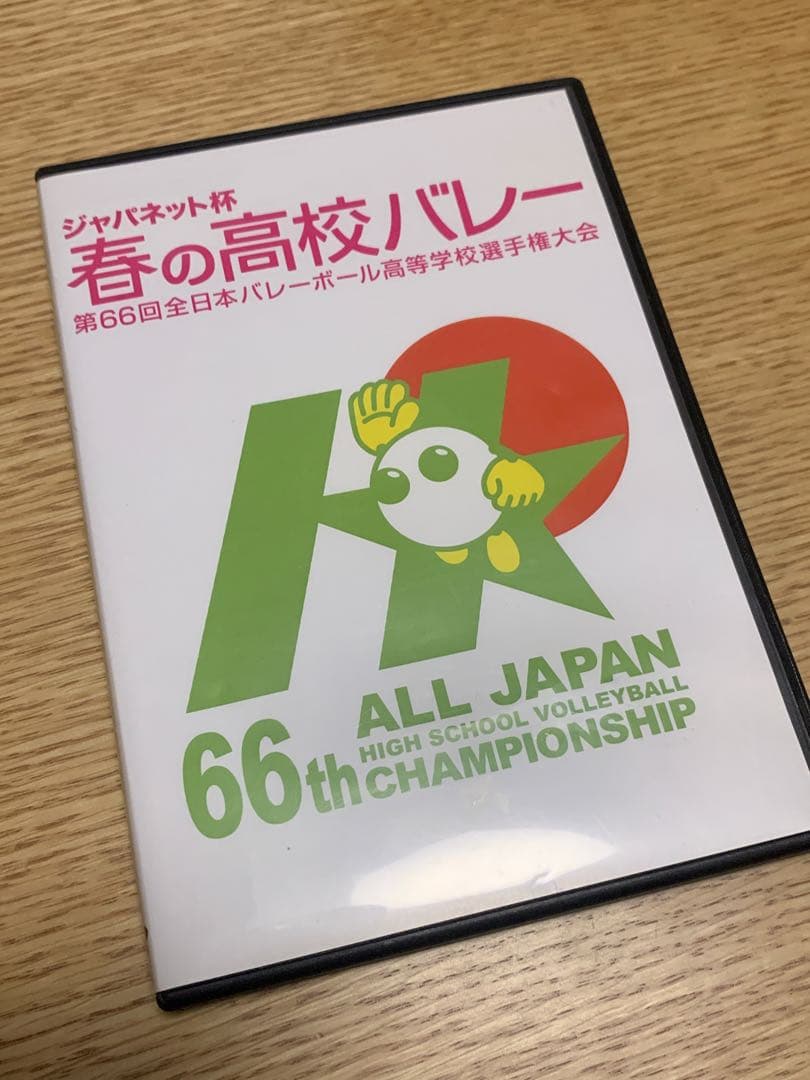 ジャパネット杯
春の高校バレー
第66回全日本バレーボール高等学校選手権大会
66th
ALL JAPAN
HIGH SCHOOL VOLLEYBALL
CHAMPIONSHIP